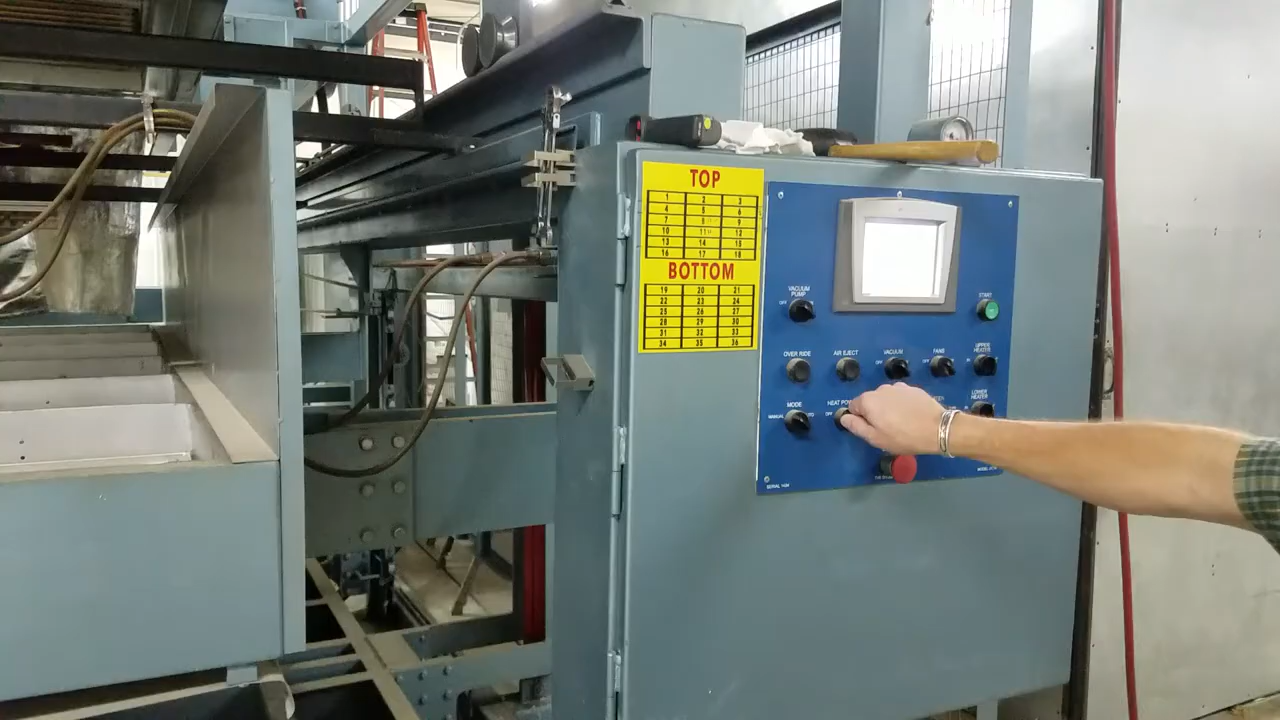 TOP
1 2 3
4 5 6
7 8 9
10 11 12
13 14 15
16 17 18
BOTTOM
19 20 21
22 23 24
25 26 27
28 29 30
31 32 33
34 35 36
VACUUM PUMP
OFF
START
OVER RIDE
AIR EJECT
VACUUM
OFF
FANS
OFF
UPPER HEATER
MODE
MANUAL
HEAT
OFF
LOWER HEATER